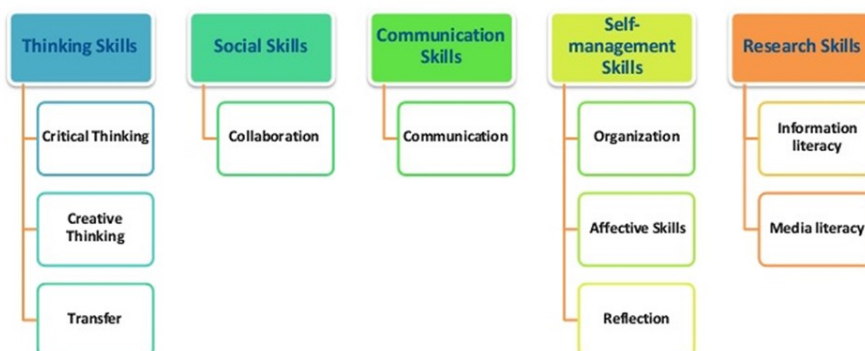 Thinking Skills
Critical Thinking
Creative
Thinking
Transfer
Social Skills
Collaboration
Communication
Skills
Communication
Self-
management
Skills
Organization
Affective Skills
Reflection
Research Skills
Information
literacy
Media literacy